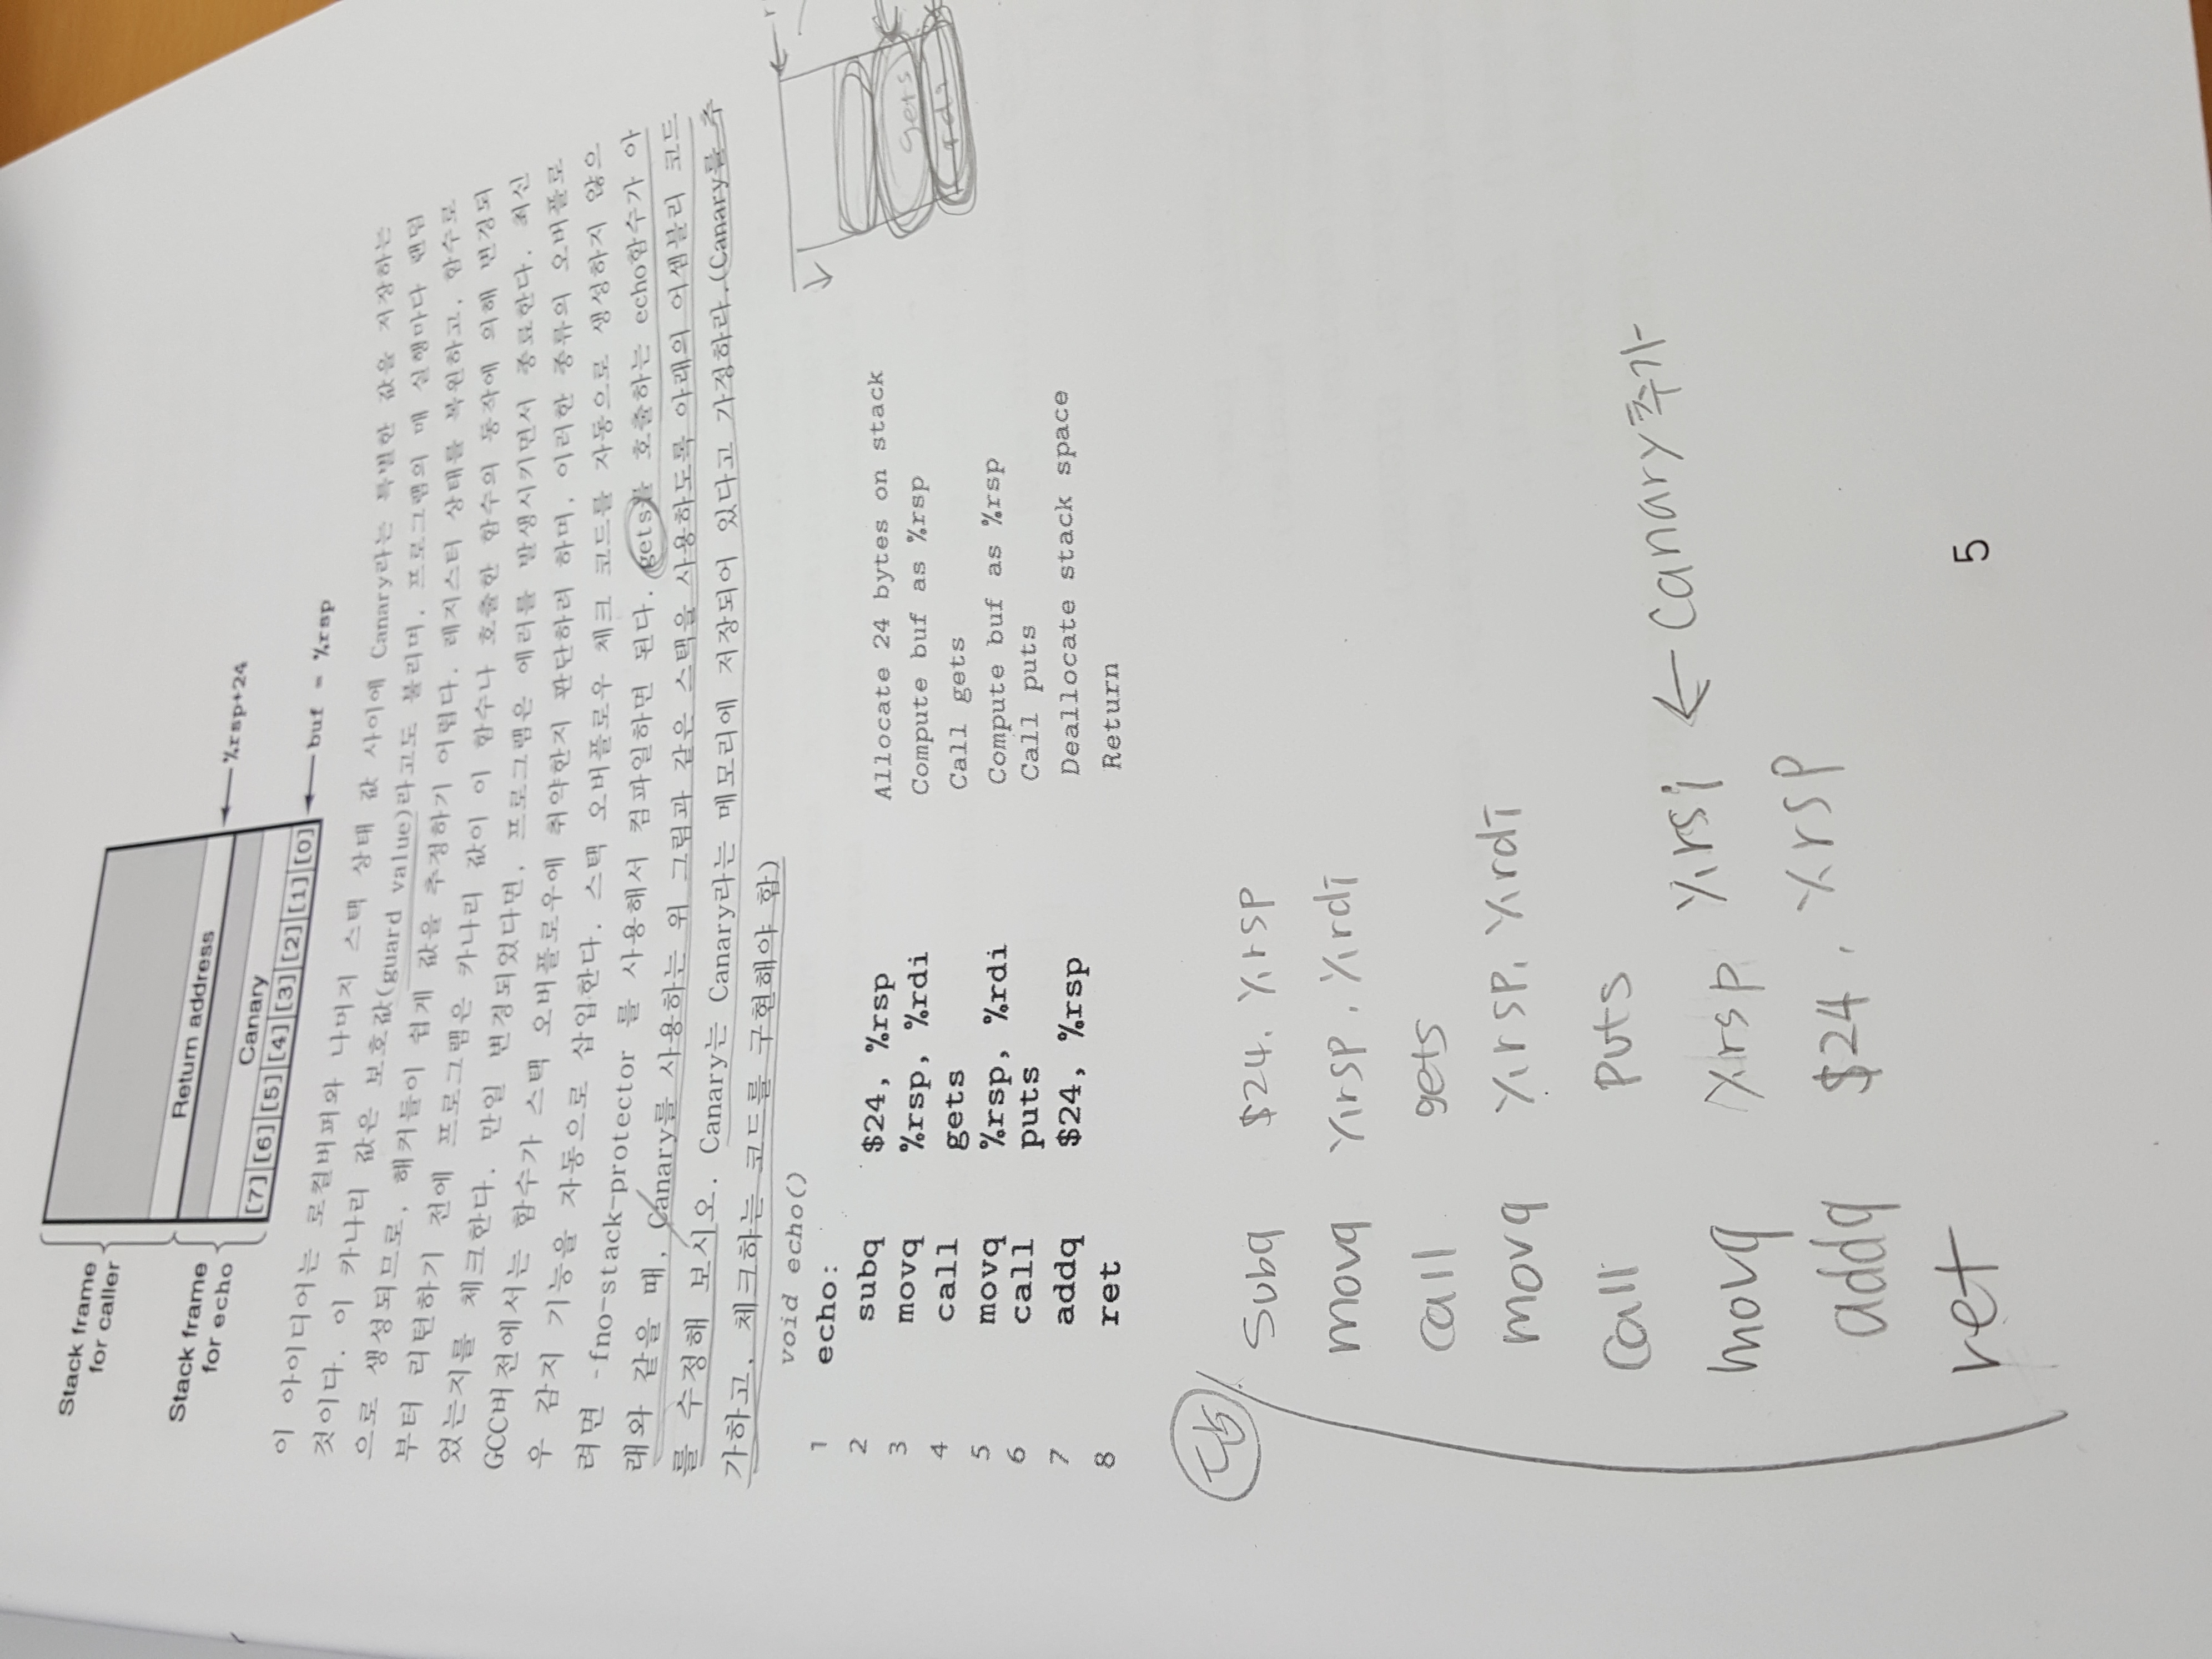 Stack frame
for caller
Return address
Stack frame
for echo
%rsp+24
Canary
[7] [6] [5] [4] [3] [2] [1] [0]
buf = %rsp
이 아이디어는 로컬버퍼와 나머지 스택 상태 값 사이에 Canary라는 특별한 값을 저장하는
것이다. 이 카나리 값은 보호값(guard value)라고도 불리며, 프로그램의 매 실행마다 랜덤
으로 생성되므로, 해커들이 쉽게 값을 추정하기 어렵다. 레지스터 상태를 복원하고, 함수로
부터 리턴하기 전에 프로그램은 카나리 값이 이 함수나 호출한 함수의 동작에 의해 변경되
었는지를 체크한다. 만일 변경되었다면, 프로그램은 에러를 발생시키면서 종료한다. 최신
GCC버전에서는 함수가 스택 오버플로우에 취약한지 판단하려 하며, 이러한 종류의 오버플로
우 감지 기능을 자동으로 삽입한다. 스택 오버플로우 체크 코드를 자동으로 생성하지 않으
려면 -fno-stack-protector 를 사용해서 컴파일하면 된다. gets를 호출하는 echo함수가 아
래와 같을 때, Canary를 사용하는 위 그림과 같은 스택을 사용하도록 아래의 어셈블리 코드
를 수정해 보시오. Canary는 Canary라는 메모리에 저장되어 있다고 가정하라.(Canary를 추
가하고, 체크하는 코드를 구현해야 함)
void echo()
1 echo:
2 subq $24, %rsp Allocate 24 bytes on stack
3 movq %rsp, %rdi Compute buf as %rsp
4 call gets Call gets
5 movq %rsp, %rdi Compute buf as %rsp
6 call puts Call puts
7 addq $24, %rsp Deallocate stack space
8 ret Return
r
gets
rdi
답
Subq $24, %rsp
movq %rsp, %rdi
call gets
movq %rsp, %rdi
call puts
movq %rsp %rsi ← Canary 추가
addq $24, %rsp
ret
5